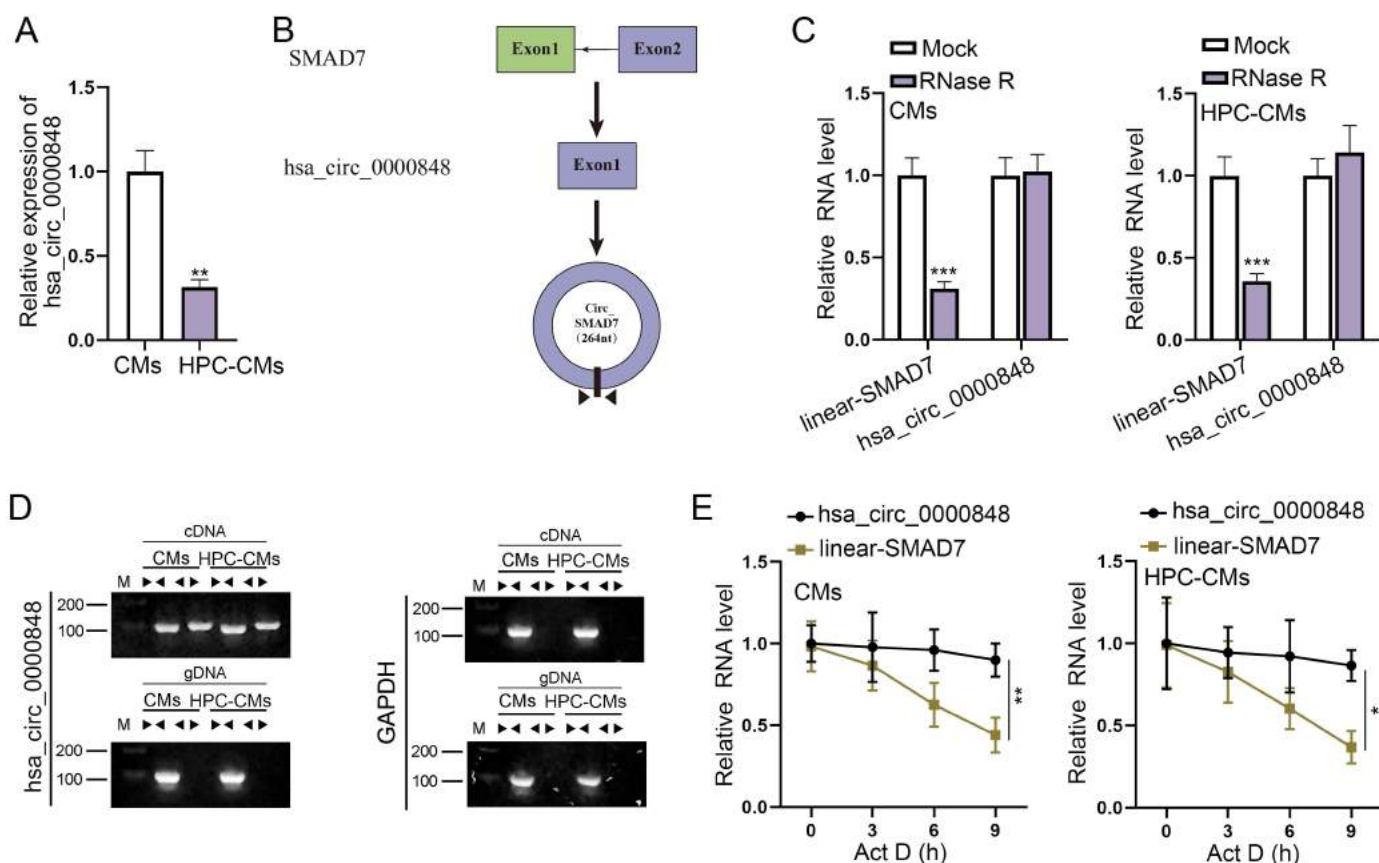 A
Relative expression of
hsa_circ_0000848
1.5
1.0
0.5
0.0
**
CMs HPC-CMs
B
SMAD7
Exon1
Exon2
hsa_circ_0000848
Exon1
Circ_
SMAD7
(264nt)
C
Mock
RNase R
CMs
Relative RNA level
1.5
1.0
0.5
0.0
***
linear-SMAD7
hsa_circ_0000848
Mock
RNase R
HPC-CMs
Relative RNA level
1.5
1.0
0.5
0.0
***
linear-SMAD7
hsa_circ_0000848
D
hsa_circ_0000848
cDNA
CMs HPC-CMs
M
200
100
gDNA
CMs HPC-CMs
M
200
100
GAPDH
cDNA
CMs HPC-CMs
M
200
100
gDNA
CMs HPC-CMs
M
200
100
E
hsa_circ_0000848
linear-SMAD7
CMs
Relative RNA level
1.5
1.0
0.5
0.0
**
0 3 6 9
Act D (h)
hsa_circ_0000848
linear-SMAD7
HPC-CMs
Relative RNA level
1.5
1.0
0.5
0.0
*
0 3 6 9
Act D (h)